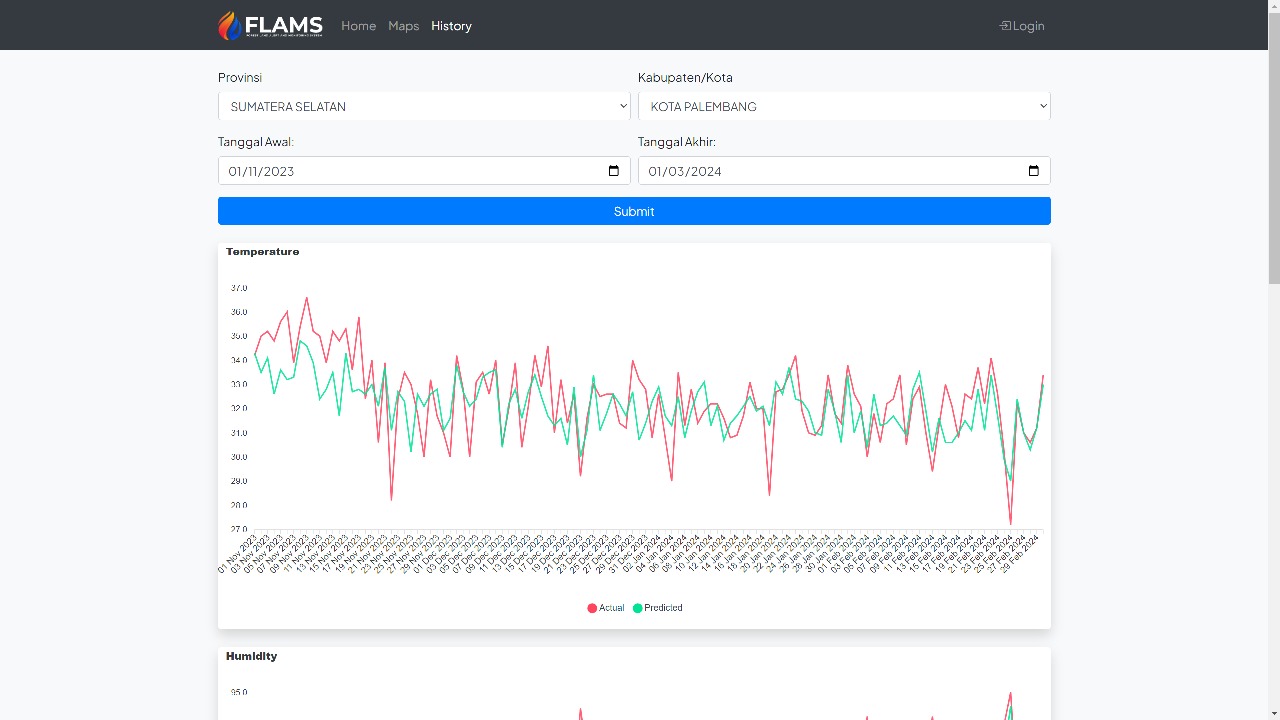 FLAMS
Home Maps History
Login
Provinsi
Kabupaten/Kota
SUMATERA SELATAN
KOTA PALEMBANG
Tanggal Awal:
Tanggal Akhir:
01/11/2023
01/03/2024
Submit
Temperature
37.0
36.0
35.0
34.0
33.0
32.0
31.0
30.0
29.0
28.0
27.0
01 Nov 2023
03 Nov 2023
05 Nov 2023
07 Nov 2023
09 Nov 2023
11 Nov 2023
13 Nov 2023
15 Nov 2023
17 Nov 2023
19 Nov 2023
21 Nov 2023
23 Nov 2023
25 Nov 2023
27 Nov 2023
29 Nov 2023
01 Dec 2023
03 Dec 2023
05 Dec 2023
07 Dec 2023
09 Dec 2023
11 Dec 2023
13 Dec 2023
15 Dec 2023
17 Dec 2023
19 Dec 2023
21 Dec 2023
23 Dec 2023
25 Dec 2023
27 Dec 2023
29 Dec 2023
31 Dec 2023
02 Jan 2024
04 Jan 2024
06 Jan 2024
08 Jan 2024
10 Jan 2024
12 Jan 2024
14 Jan 2024
16 Jan 2024
18 Jan 2024
20 Jan 2024
22 Jan 2024
24 Jan 2024
26 Jan 2024
28 Jan 2024
30 Jan 2024
01 Feb 2024
03 Feb 2024
05 Feb 2024
07 Feb 2024
09 Feb 2024
11 Feb 2024
13 Feb 2024
15 Feb 2024
17 Feb 2024
19 Feb 2024
21 Feb 2024
23 Feb 2024
25 Feb 2024
27 Feb 2024
29 Feb 2024
Actual Predicted
Humidity
95.0